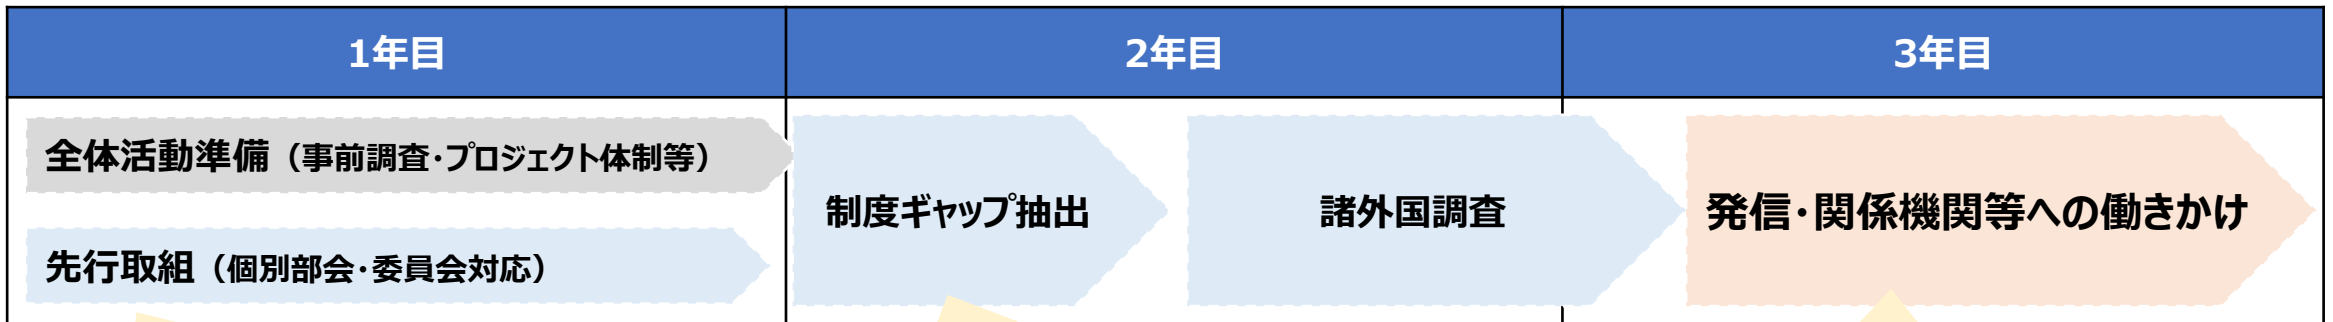 1年目
2年目
3年目
全体活動準備（事前調査・プロジェクト体制等）
先行取組（個別部会・委員会対応）
制度ギャップ抽出
諸外国調査
発信・関係機関等への働きかけ